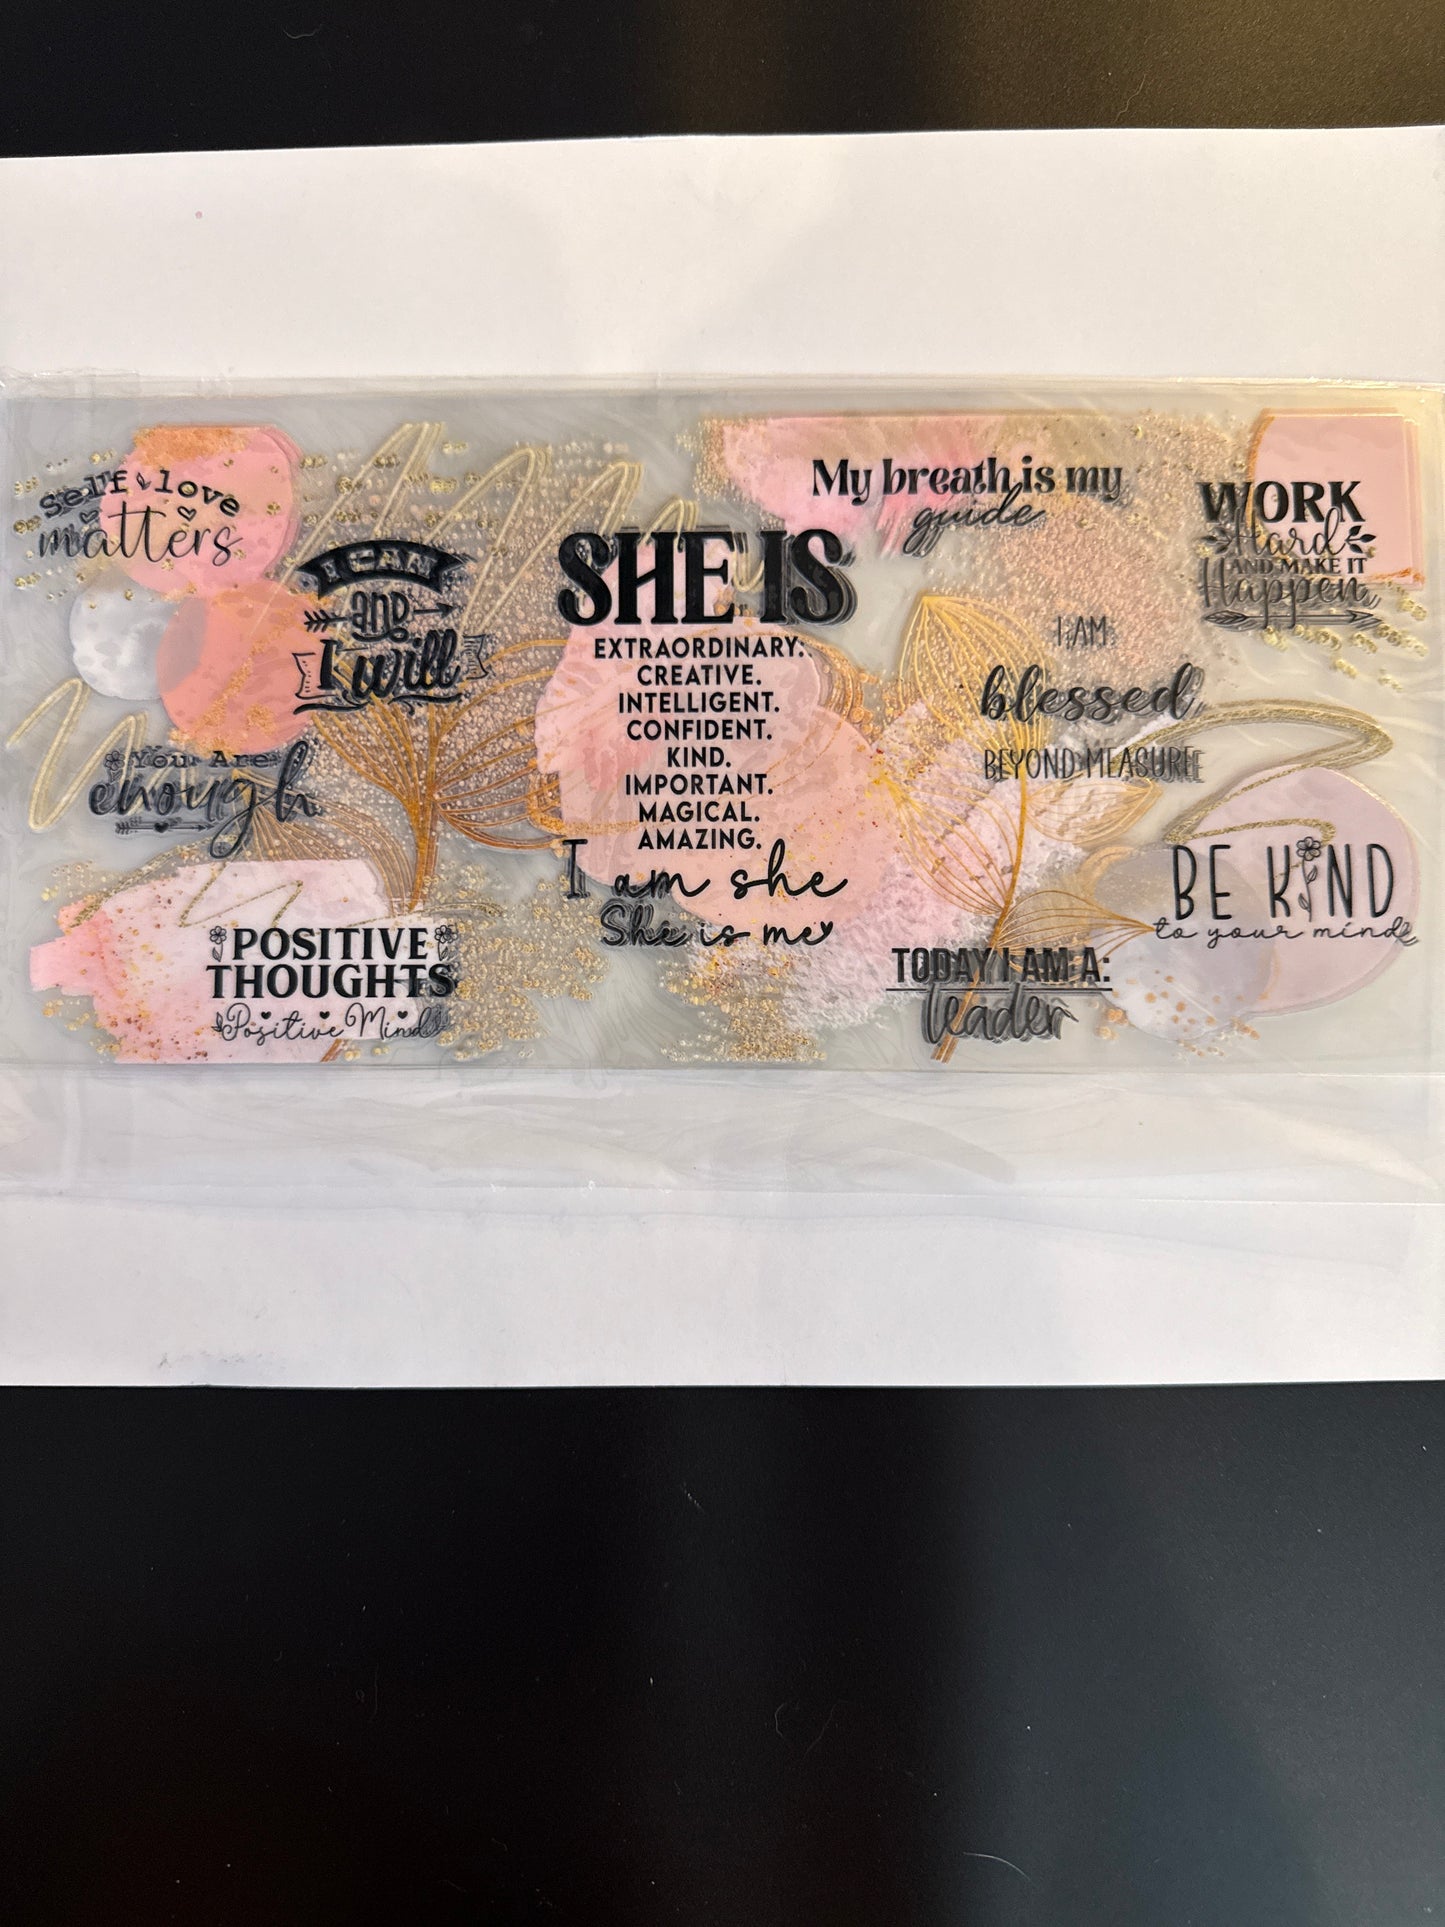 Self love
matters
I CAN
and
I will
You Are
enough
POSITIVE
THOUGHTS
Positive Mind
SHE IS
EXTRAORDINARY.
CREATIVE.
INTELLIGENT.
CONFIDENT.
KIND.
IMPORTANT.
MAGICAL.
AMAZING.
I am she
She is me
My breath is my
guide
I AM
blessed
BEYOND MEASURE
TODAY I AM A:
leader
WORK
Hard
AND MAKE IT
Happen
BE KIND
to your mind